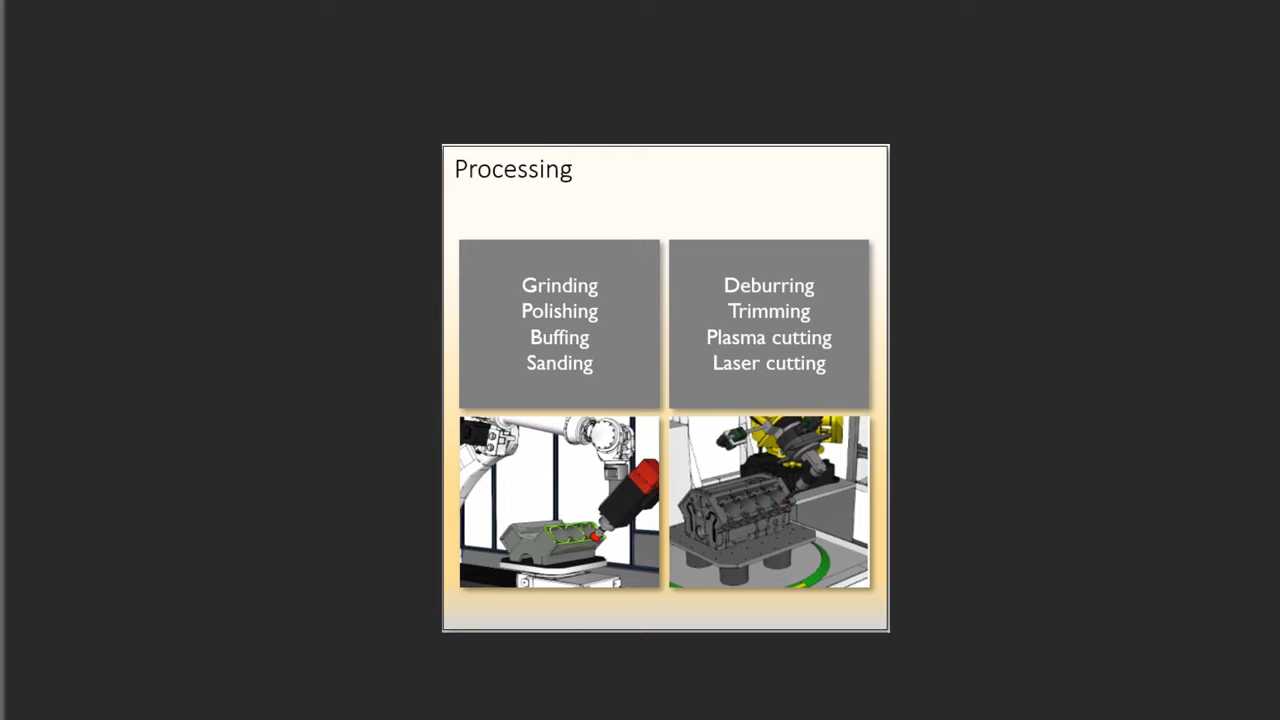 Processing
Grinding
Polishing
Buffing
Sanding
Deburring
Trimming
Plasma cutting
Laser cutting